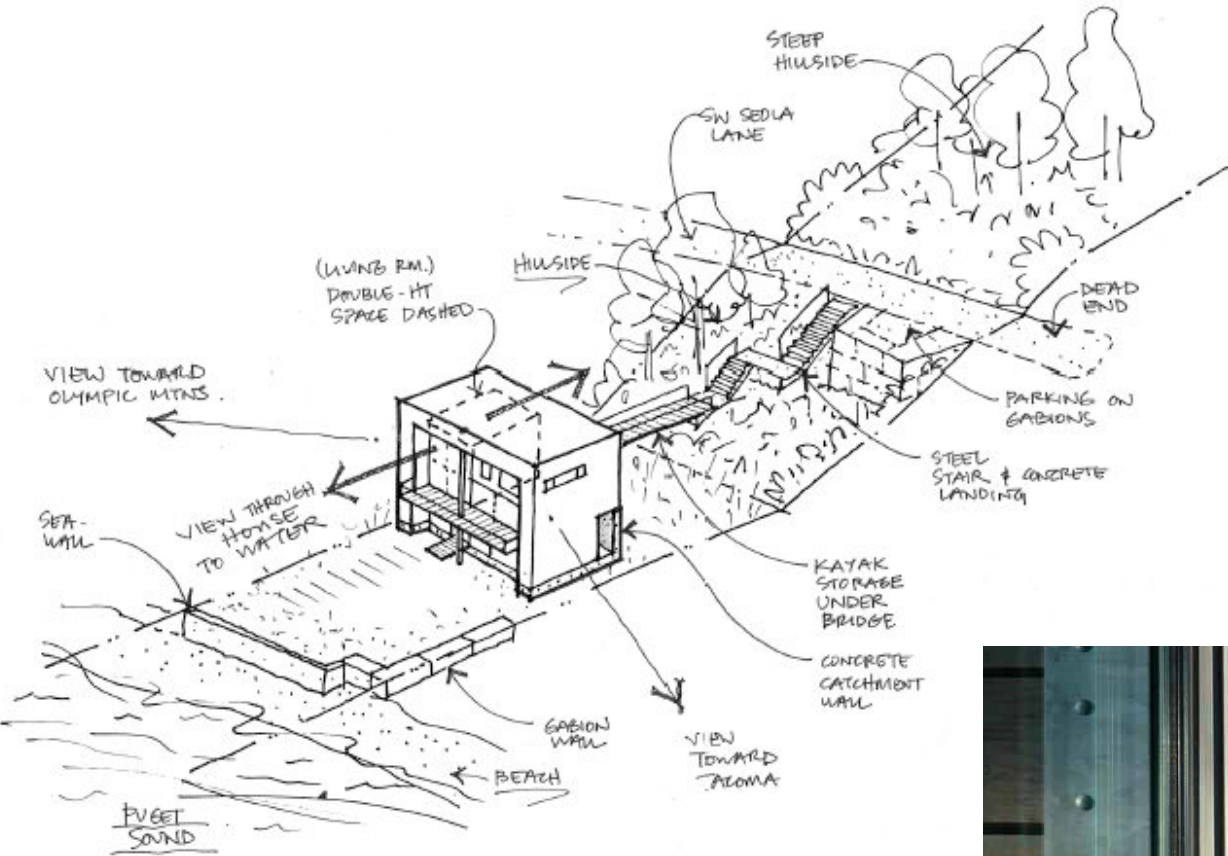 STEEP
HILLSIDE
SW SEOLA
LANE
(LIVING RM.)
DOUBLE-HT
SPACE DASHED
HILLSIDE
DEAD
END
VIEW TOWARD
OLYMPIC MTNS.
PARKING ON
GABIONS
STEEL
STAIR & CONCRETE
LANDING
SEA-
WALL
VIEW THROUGH
HOUSE
TO WATER
KAYAK
STORAGE
UNDER
BRIDGE
CONCRETE
CATCHMENT
WALL
GABION
WALL
VIEW
TOWARD
TACOMA
BEACH
PUGET
SOUND